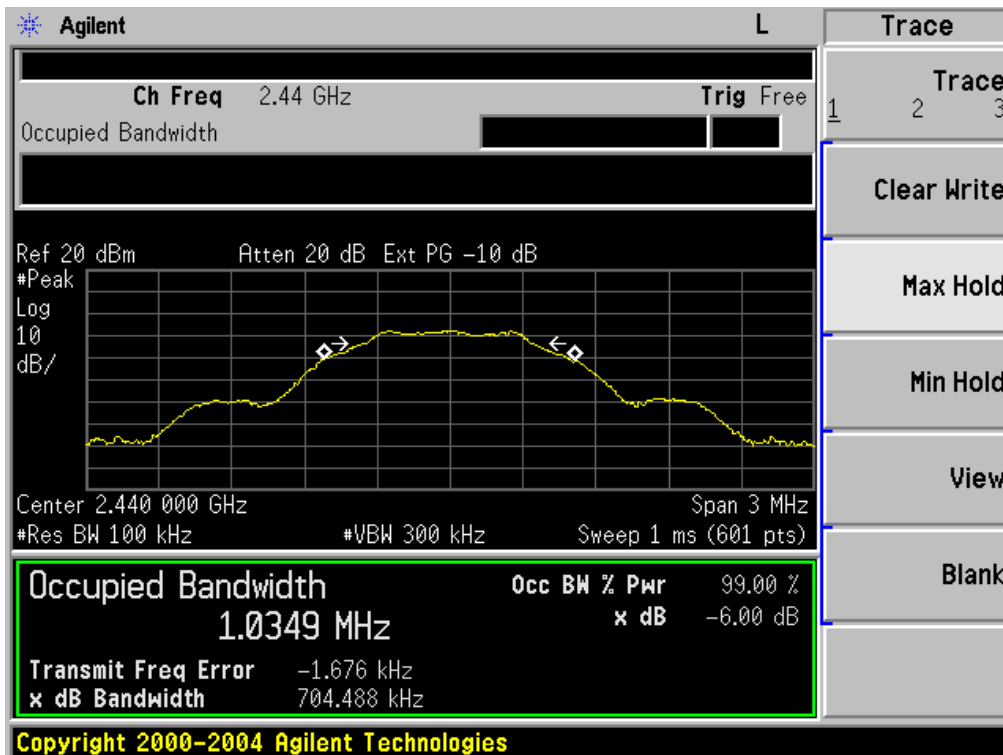 Agilent L
Ch Freq 2.44 GHz Trig Free
Occupied Bandwidth
Ref 20 dBm Atten 20 dB Ext PG -10 dB
#Peak
Log
10
dB/
Center 2.440 000 GHz Span 3 MHz
#Res BW 100 kHz #VBW 300 kHz Sweep 1 ms (601 pts)
Occupied Bandwidth
1.0349 MHz
Occ BW % Pwr 99.00 %
x dB -6.00 dB
Transmit Freq Error -1.676 kHz
x dB Bandwidth 704.488 kHz
Copyright 2000-2004 Agilent Technologies
Trace
Trace
1 2 3
Clear Write
Max Hold
Min Hold
View
Blank